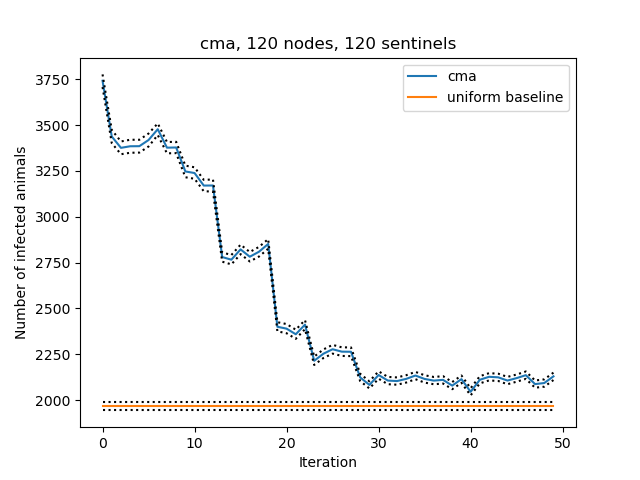 cma, 120 nodes, 120 sentinels
cma
uniform baseline
3750
3500
3250
3000
2750
2500
2250
2000
Number of infected animals
0 10 20 30 40 50
Iteration